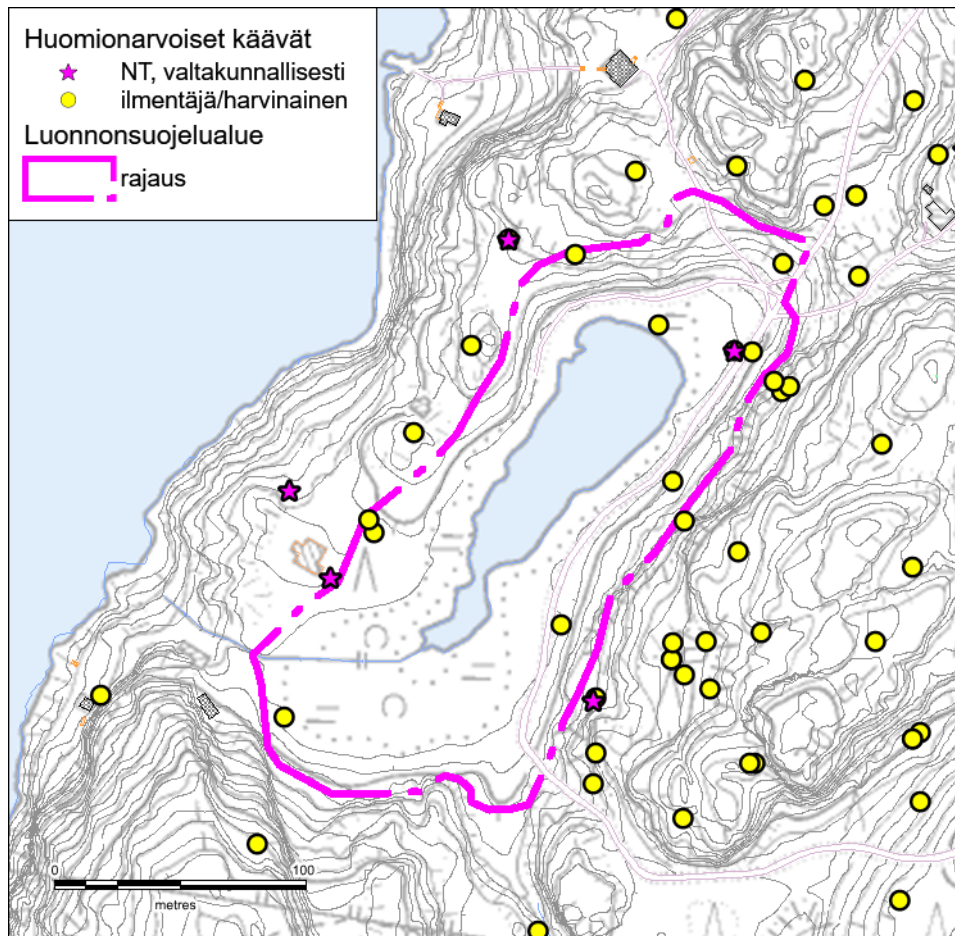 Huomionarvoiset käävät
NT, valtakunnallisesti
ilmentäjä/harvinainen
Luonnonsuojelualue
rajaus
0 100
metres